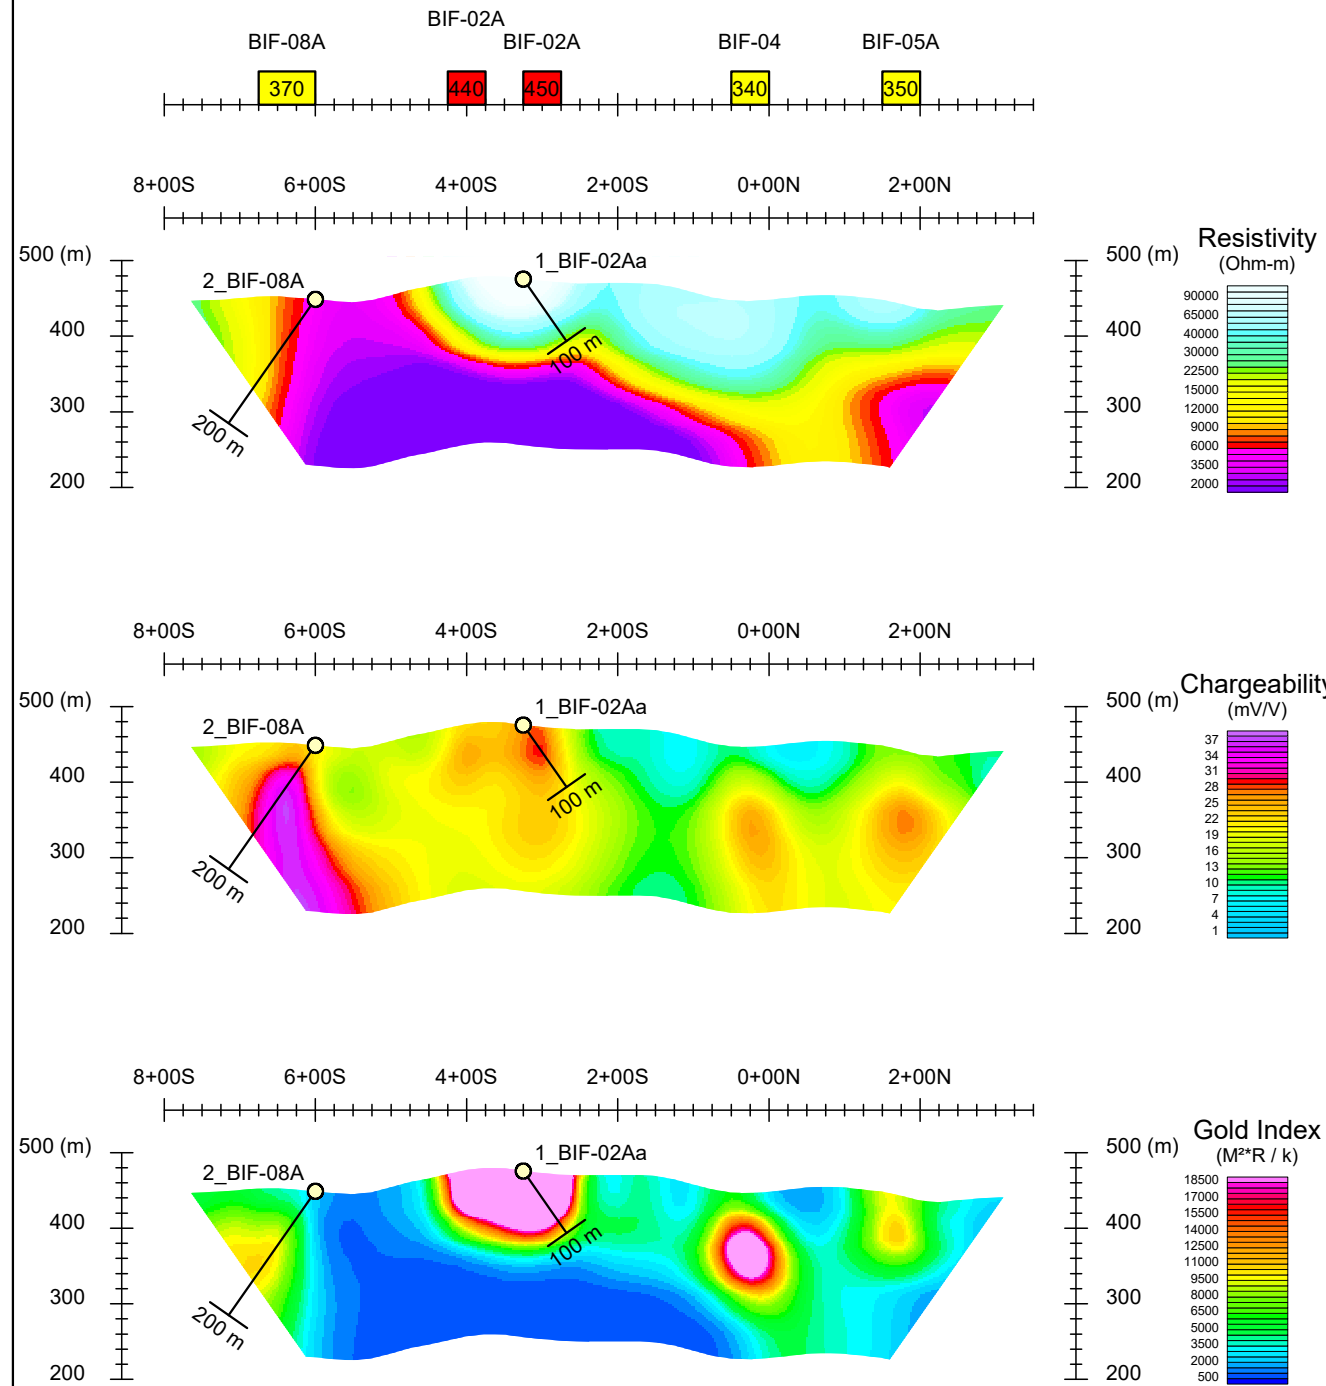 BIF-02A
BIF-08A BIF-02A BIF-04 BIF-05A
370 440 450 340 350
8+00S 6+00S 4+00S 2+00S 0+00N 2+00N
Resistivity
(Ohm-m)
500 (m) 500 (m)
1_BIF-02Aa
2_BIF-08A
400 400
100 m
300 300
200 m
200 200
90000
65000
40000
30000
22500
15000
12000
9000
6000
3500
2000
8+00S 6+00S 4+00S 2+00S 0+00N 2+00N
Chargeability
(mV/V)
500 (m) 500 (m)
1_BIF-02Aa
2_BIF-08A
400 400
100 m
300 300
200 m
200 200
37
34
31
28
25
22
19
16
13
10
7
4
1
8+00S 6+00S 4+00S 2+00S 0+00N 2+00N
Gold Index
(M²*R / k)
500 (m) 500 (m)
1_BIF-02Aa
2_BIF-08A
400 400
100 m
300 300
200 m
200 200
18500
17000
15500
14000
12500
11000
9500
8000
6500
5000
3500
2000
500